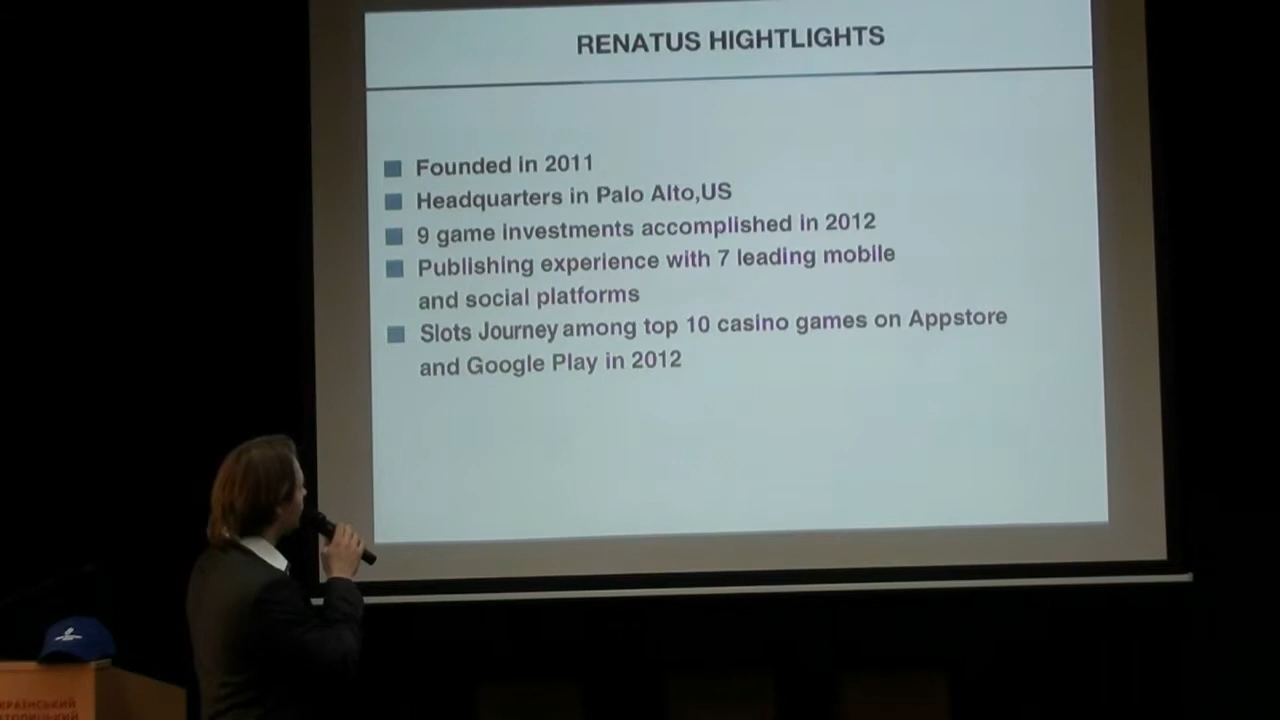 RENATUS HIGHTLIGHTS
Founded in 2011
Headquarters in Palo Alto,US
9 game investments accomplished in 2012
Publishing experience with 7 leading mobile
and social platforms
Slots Journey among top 10 casino games on Appstore
and Google Play in 2012